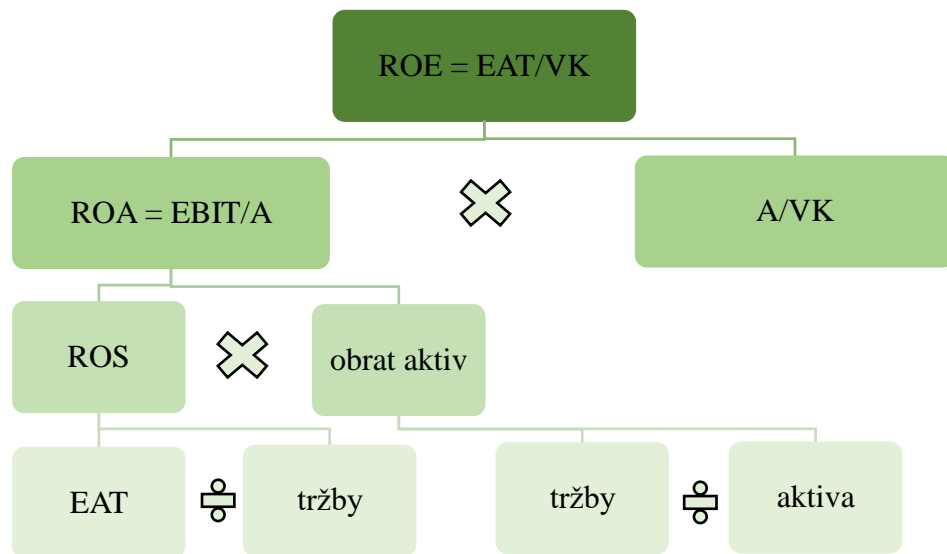 ROE = EAT/VK
ROA = EBIT/A
A/VK
ROS
obrat aktiv
EAT
tržby
tržby
aktiva